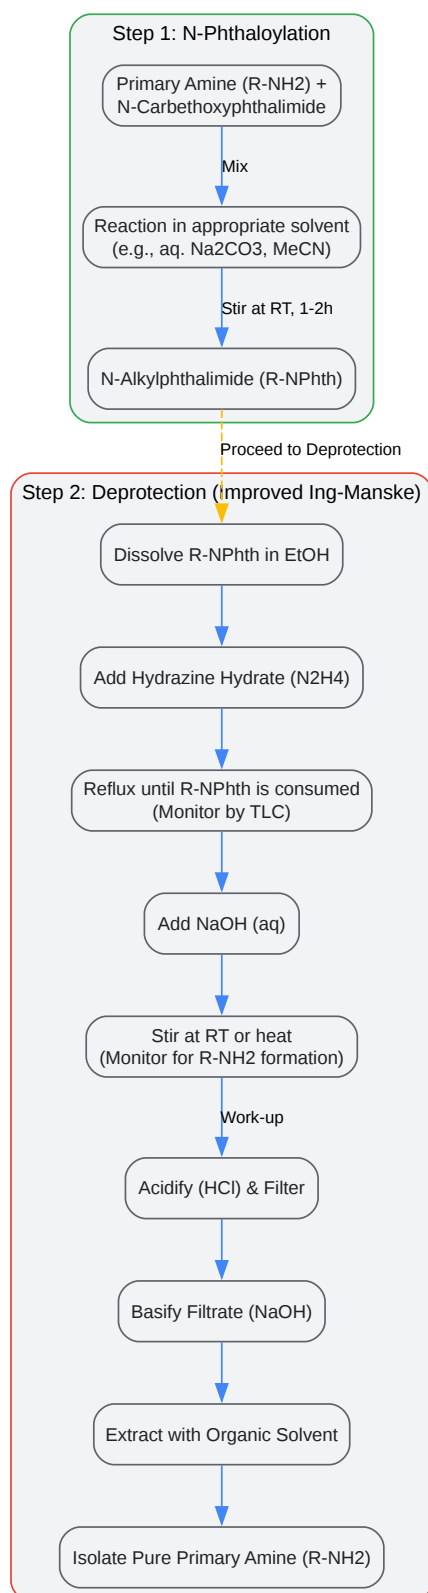 Step 1: N-Phthaloylation
Primary Amine (R-NH2) +
N-Carbethoxyphthalimide
Mix
Reaction in appropriate solvent
(e.g., aq. Na2CO3, MeCN)
Stir at RT, 1-2h
N-Alkylphthalimide (R-NPhth)
Proceed to Deprotection
Step 2: Deprotection (Improved Ing-Manske)
Dissolve R-NPhth in EtOH
Add Hydrazine Hydrate (N2H4)
Reflux until R-NPhth is consumed
(Monitor by TLC)
Add NaOH (aq)
Stir at RT or heat
(Monitor for R-NH2 formation)
Work-up
Acidify (HCl) & Filter
Basify Filtrate (NaOH)
Extract with Organic Solvent
Isolate Pure Primary Amine (R-NH2)